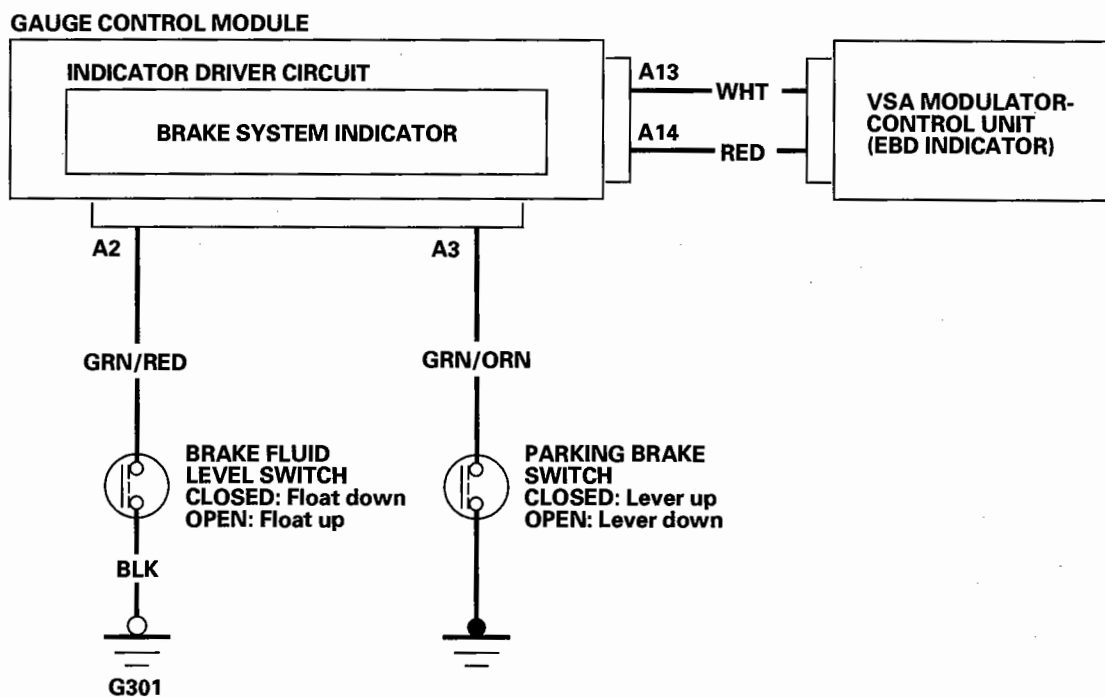 GAUGE CONTROL MODULE
INDICATOR DRIVER CIRCUIT
BRAKE SYSTEM INDICATOR
A13
WHT
A14
RED
VSA MODULATOR-
CONTROL UNIT
(EBD INDICATOR)
A2
A3
GRN/RED
GRN/ORN
BRAKE FLUID
LEVEL SWITCH
CLOSED: Float down
OPEN: Float up
PARKING BRAKE
SWITCH
CLOSED: Lever up
OPEN: Lever down
BLK
G301